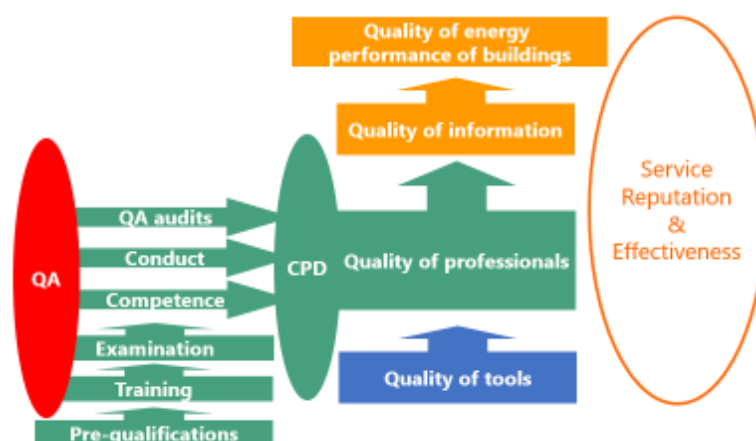 Quality of energy
performance of buildings
Quality of information
Service
Reputation
&
Effectiveness
QA audits
Conduct
Competence
QA
CPD
Quality of professionals
Examination
Training
Pre-qualifications
Quality of tools